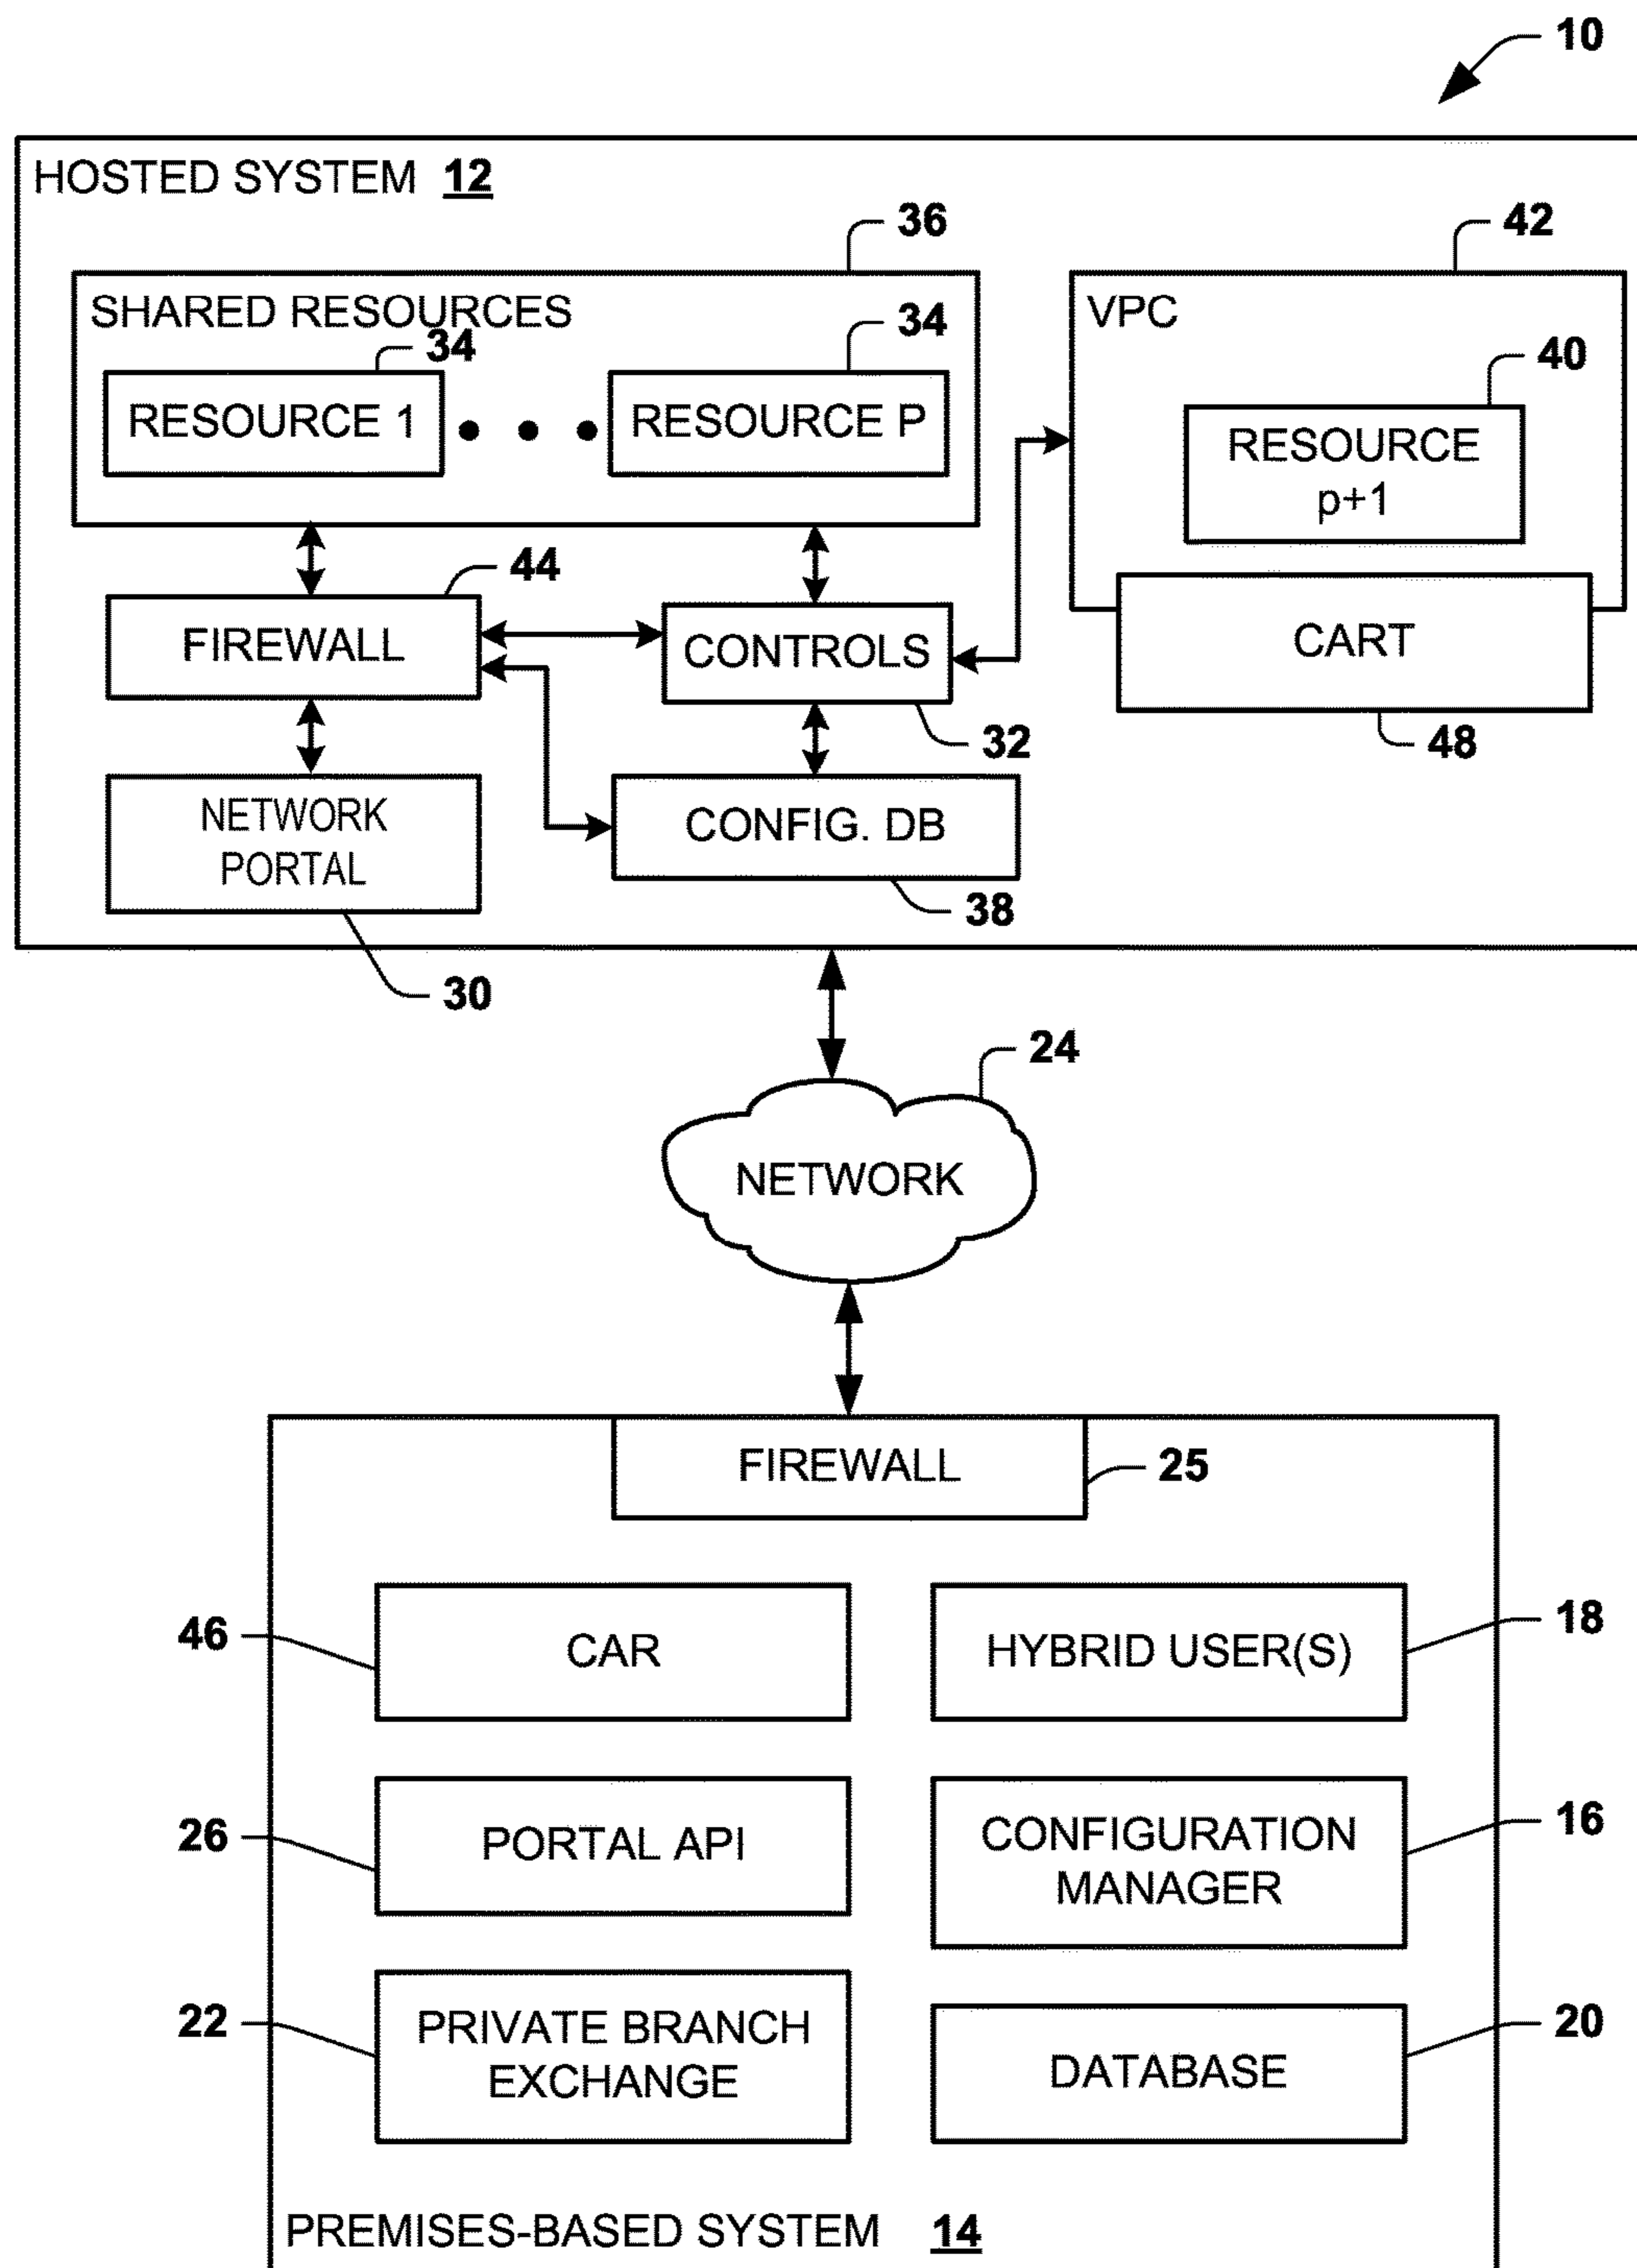 10
HOSTED SYSTEM 12
36
42
SHARED RESOURCES
VPC
34
34
40
RESOURCE 1
RESOURCE P
RESOURCE
p+1
44
FIREWALL
CONTROLS
CART
32
48
NETWORK
PORTAL
CONFIG. DB
38
30
24
NETWORK
FIREWALL
25
46
CAR
HYBRID USER(S)
18
26
PORTAL API
CONFIGURATION
MANAGER
16
22
PRIVATE BRANCH
EXCHANGE
DATABASE
20
PREMISES-BASED SYSTEM 14